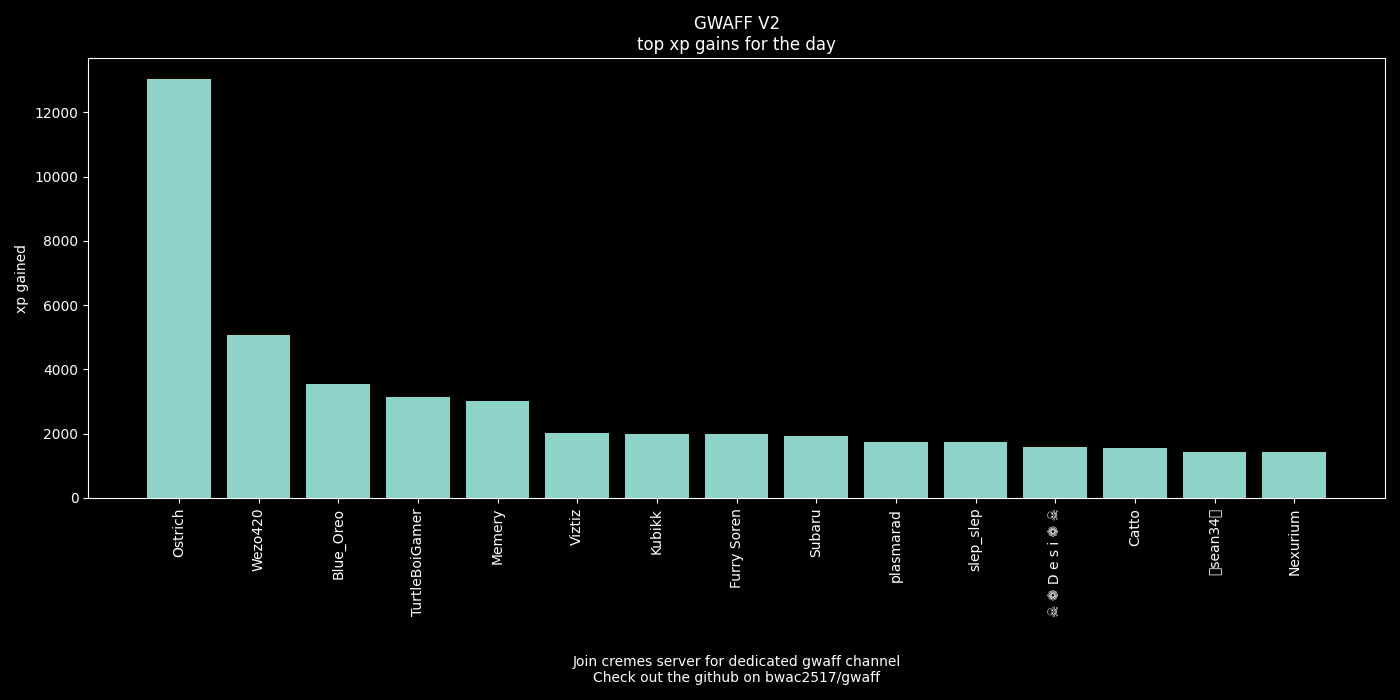 GWAFF V2
top xp gains for the day
xp gained
12000
10000
8000
6000
4000
2000
0
Ostrich
Wezo420
Blue_Oreo
TurtleBoiGamer
Memery
Viztiz
Kubikk
Furry Soren
Subaru
plasmarad
slep_slep
☠ ❁ D e s i ❁ ☠
Catto
sean34
Nexurium
Join cremes server for dedicated gwaff channel
Check out the github on bwac2517/gwaff